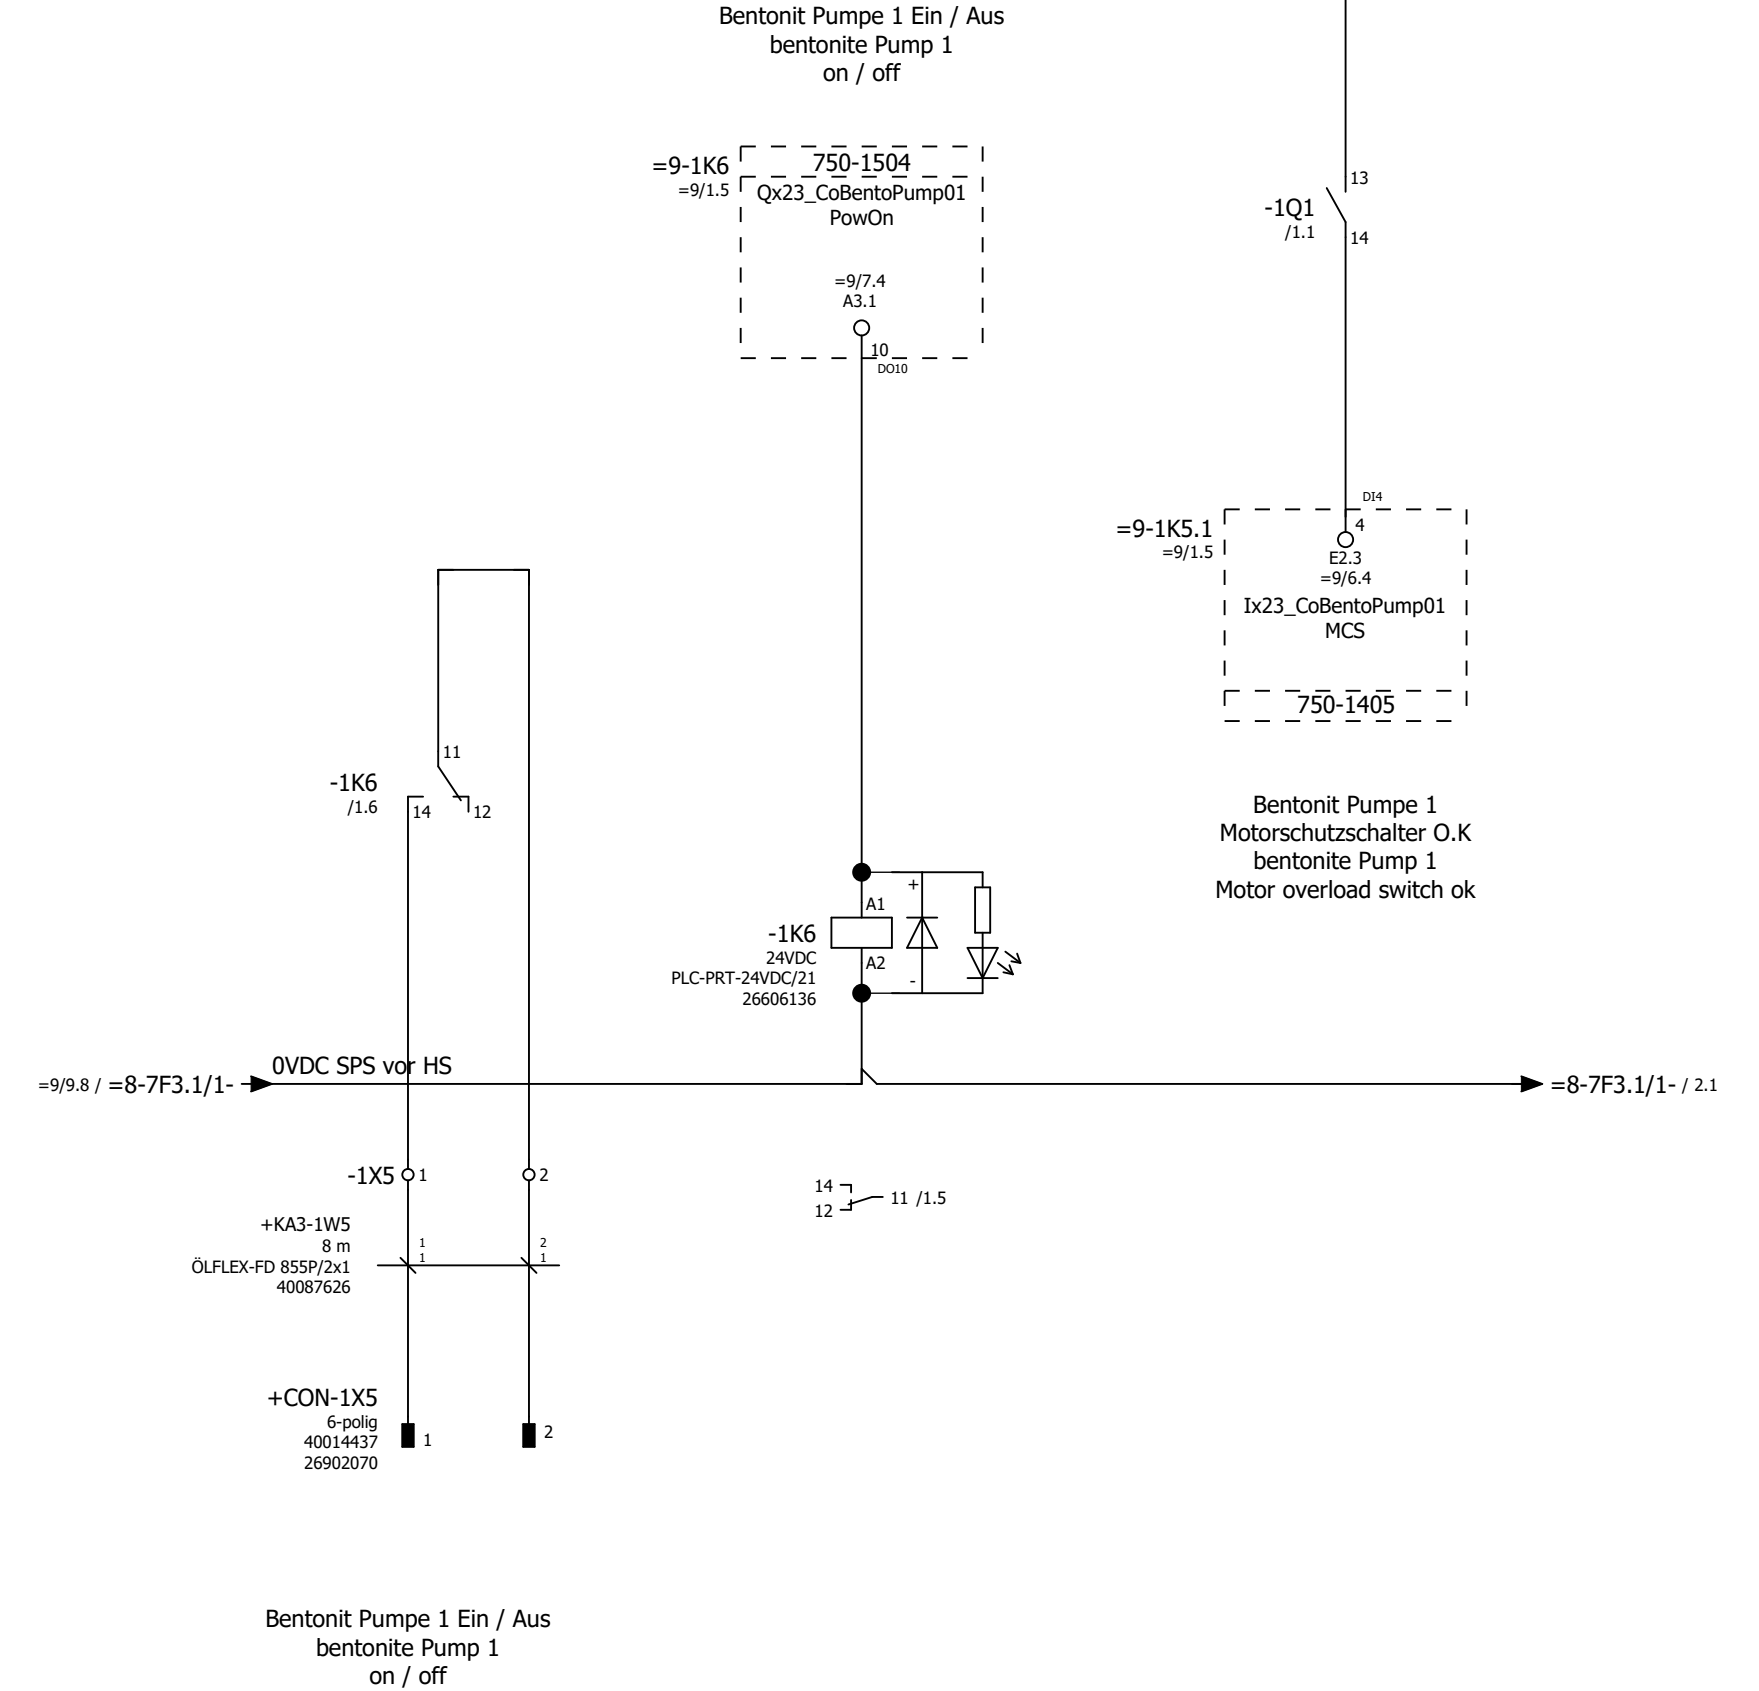 Bentonit Pumpe 1 Ein / Aus
bentonite Pump 1
on / off
=9-1K6
=9/1.5
750-1504
Qx23_CoBentoPump01
PowOn
=9/7.4
A3.1
10
DO10
13
-1Q1
/1.1
14
DI4
=9-1K5.1
=9/1.5
4
E2.3
=9/6.4
Ix23_CoBentoPump01
MCS
750-1405
Bentonit Pumpe 1
Motorschutzschalter O.K
bentonite Pump 1
Motor overload switch ok
11
-1K6
/1.6
14
12
+
A1
-1K6
24VDC
A2
PLC-PRT-24VDC/21
-
26606136
0VDC SPS vor HS
=9/9.8 / =8-7F3.1/1-
=8-7F3.1/1- / 2.1
-1X5
1
2
14
12
11 /1.5
+KA3-1W5
8 m
ÖLFLEX-FD 855P/2x1
40087626
1
1
2
1
+CON-1X5
6-polig
40014437
26902070
1
2
Bentonit Pumpe 1 Ein / Aus
bentonite Pump 1
on / off